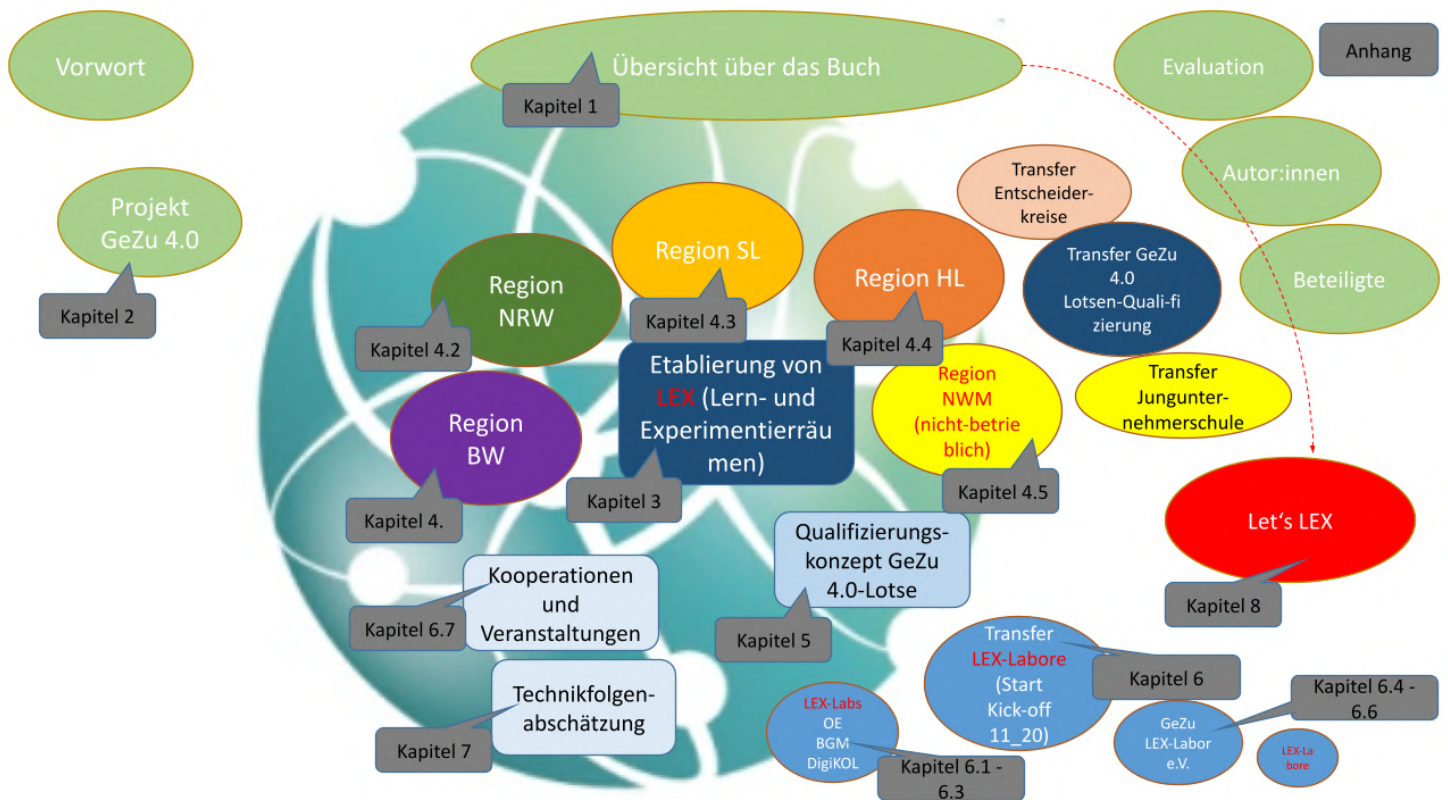 Vorwort
Übersicht über das Buch
Kapitel 1
Evaluation
Anhang
Autor:innen
Beteiligte
Projekt
GeZu 4.0
Kapitel 2
Transfer
Entscheider-
kreise
Transfer GeZu
4.0
Lotsen-Quali-fi
zierung
Transfer
Jungunter-
nehmerschule
Region SL
Kapitel 4.3
Region HL
Kapitel 4.4
Region
NRW
Kapitel 4.2
Region
BW
Kapitel 4.
Etablierung von
LEX (Lern- und
Experimentierräu
men)
Kapitel 3
Region
NWM
(nicht-betrie
blich)
Kapitel 4.5
Let‘s LEX
Kapitel 8
Qualifizierungs-
konzept GeZu
4.0-Lotse
Kapitel 5
Kooperationen
und
Veranstaltungen
Kapitel 6.7
Technikfolgen-
abschätzung
Kapitel 7
Transfer
LEX-Labore
(Start
Kick-off
11_20)
Kapitel 6
LEX-Labs
OE
BGM
DigiKOL
Kapitel 6.1 -
6.3
GeZu
LEX-Labor
e.V.
Kapitel 6.4 -
6.6
LEX-La
bore